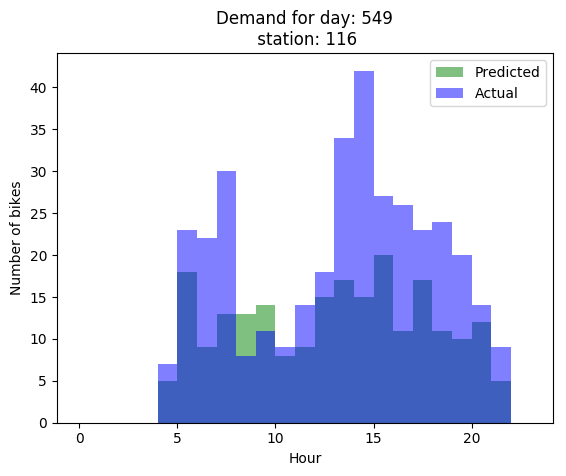 Demand for day: 549
station: 116
Predicted
Actual
Number of bikes
40
35
30
25
20
15
10
5
0
0 5 10 15 20
Hour